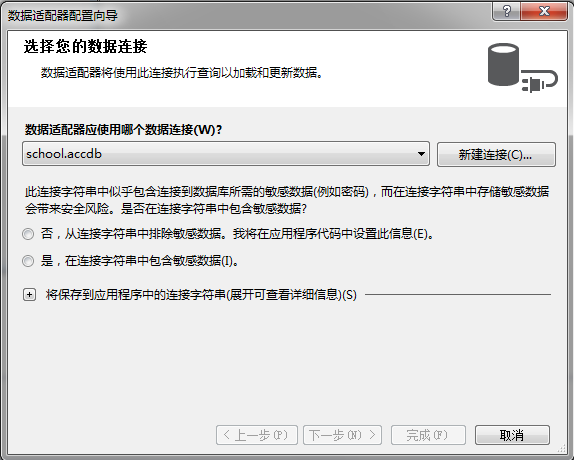 数据适配器配置向导
?
选择您的数据连接
数据适配器将使用此连接执行查询以加载和更新数据。
数据适配器应使用哪个数据连接(W)?
school.accdb
新建连接(C)...
此连接字符串中似乎包含连接到数据库所需的敏感数据(例如密码)，而在连接字符串中存储敏感数据
会带来安全风险。是否在连接字符串中包含敏感数据?
否，从连接字符串中排除敏感数据。我将在应用程序代码中设置此信息(E)。
是，在连接字符串中包含敏感数据(I)。
将保存到应用程序中的连接字符串(展开可查看详细信息)(S)
< 上一步(P)
下一步(N) >
完成(F)
取消